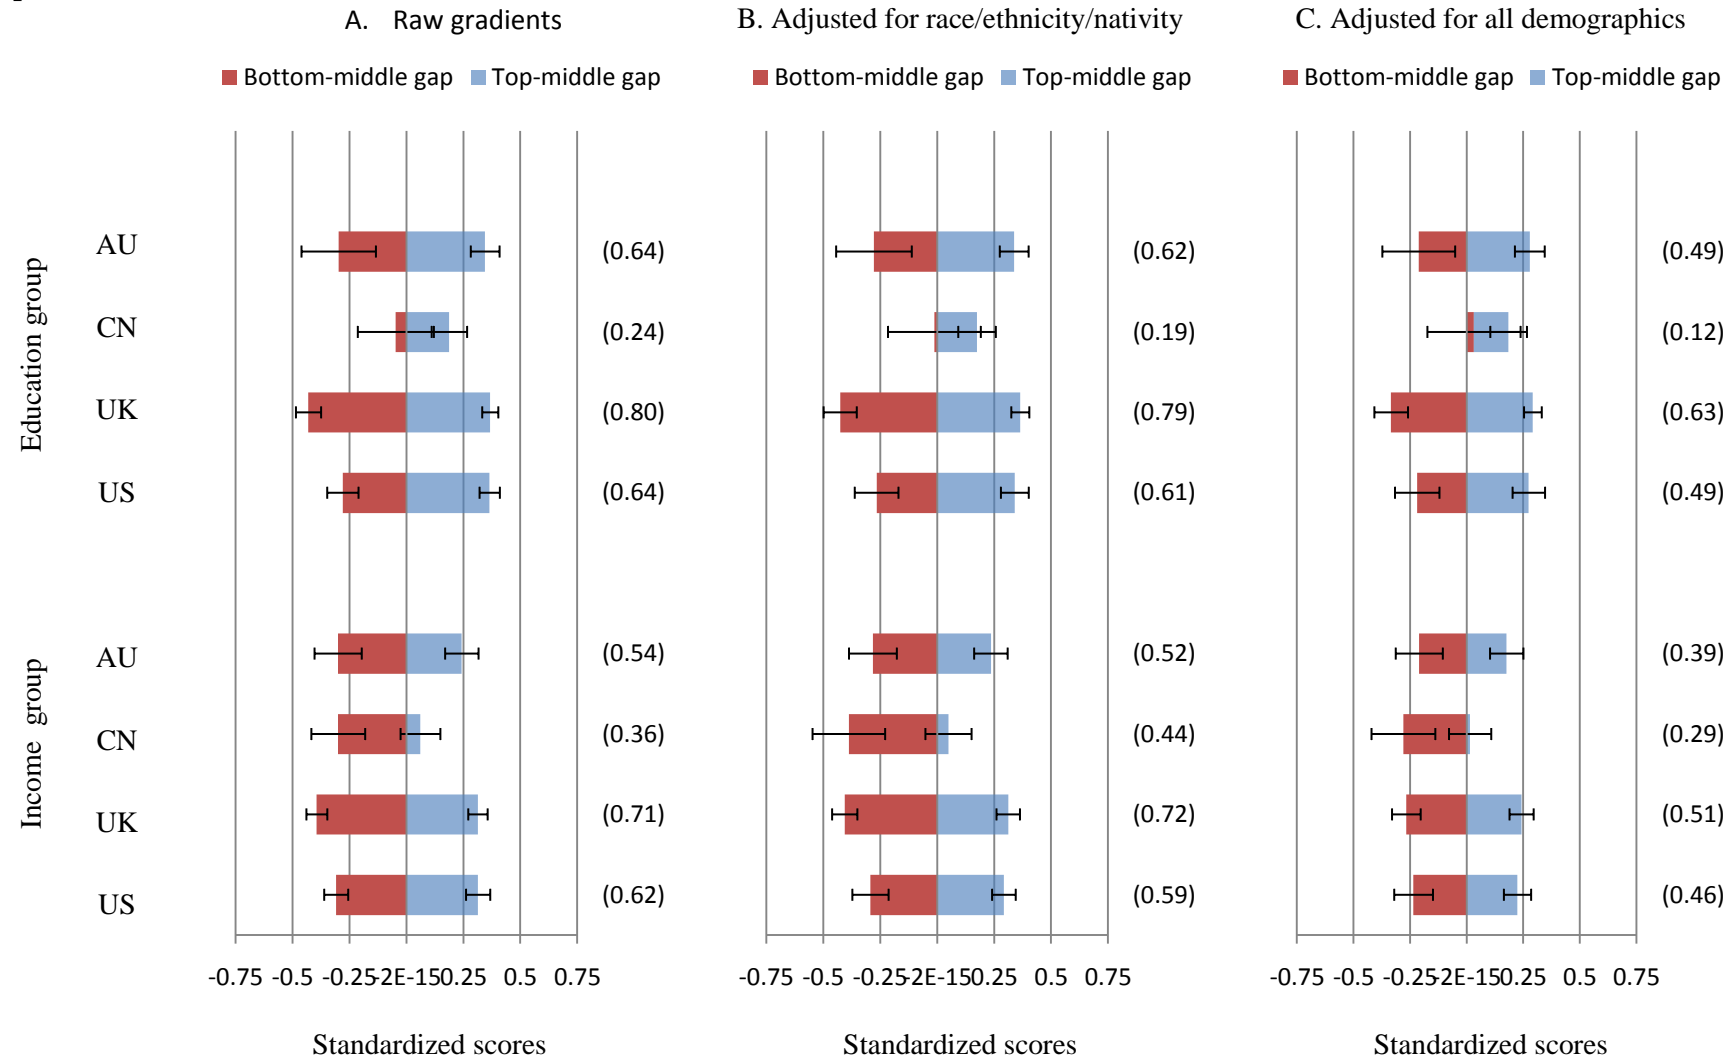 A. Raw gradients
B. Adjusted for race/ethnicity/nativity
C. Adjusted for all demographics
Bottom-middle gap Top-middle gap
Bottom-middle gap Top-middle gap
Bottom-middle gap Top-middle gap
Education group
AU (0.64) (0.62) (0.49)
CN (0.24) (0.19) (0.12)
UK (0.80) (0.79) (0.63)
US (0.64) (0.61) (0.49)
Income group
AU (0.54) (0.52) (0.39)
CN (0.36) (0.44) (0.29)
UK (0.71) (0.72) (0.51)
US (0.62) (0.59) (0.46)
-0.75 -0.5 -0.25 -2E-15 0.25 0.5 0.75
-0.75 -0.5 -0.25 -2E-15 0.25 0.5 0.75
-0.75 -0.5 -0.25 -2E-15 0.25 0.5 0.75
Standardized scores
Standardized scores
Standardized scores